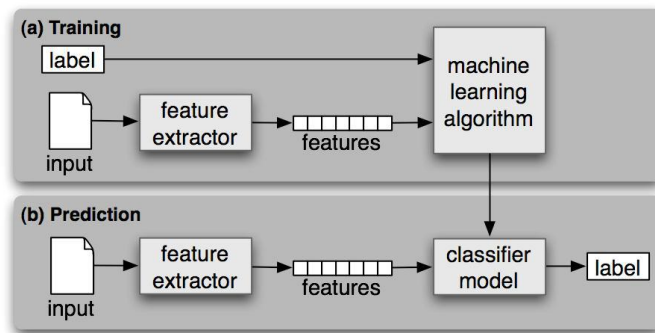 (a) Training
label
machine
learning
algorithm
feature
extractor
features
input
(b) Prediction
feature
extractor
features
classifier
model
label
input